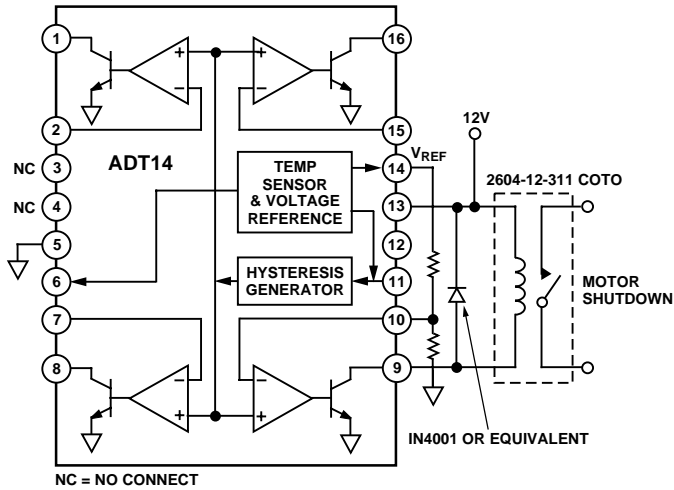 1
16
+
+
−
−
2
15
12V
NC
3
ADT14
TEMP
SENSOR
& VOLTAGE
REFERENCE
14
VREF
2604-12-311 COTO
NC
4
13
5
12
6
HYSTERESIS
GENERATOR
11
MOTOR
SHUTDOWN
7
10
8
−
−
+
+
9
IN4001 OR EQUIVALENT
NC = NO CONNECT